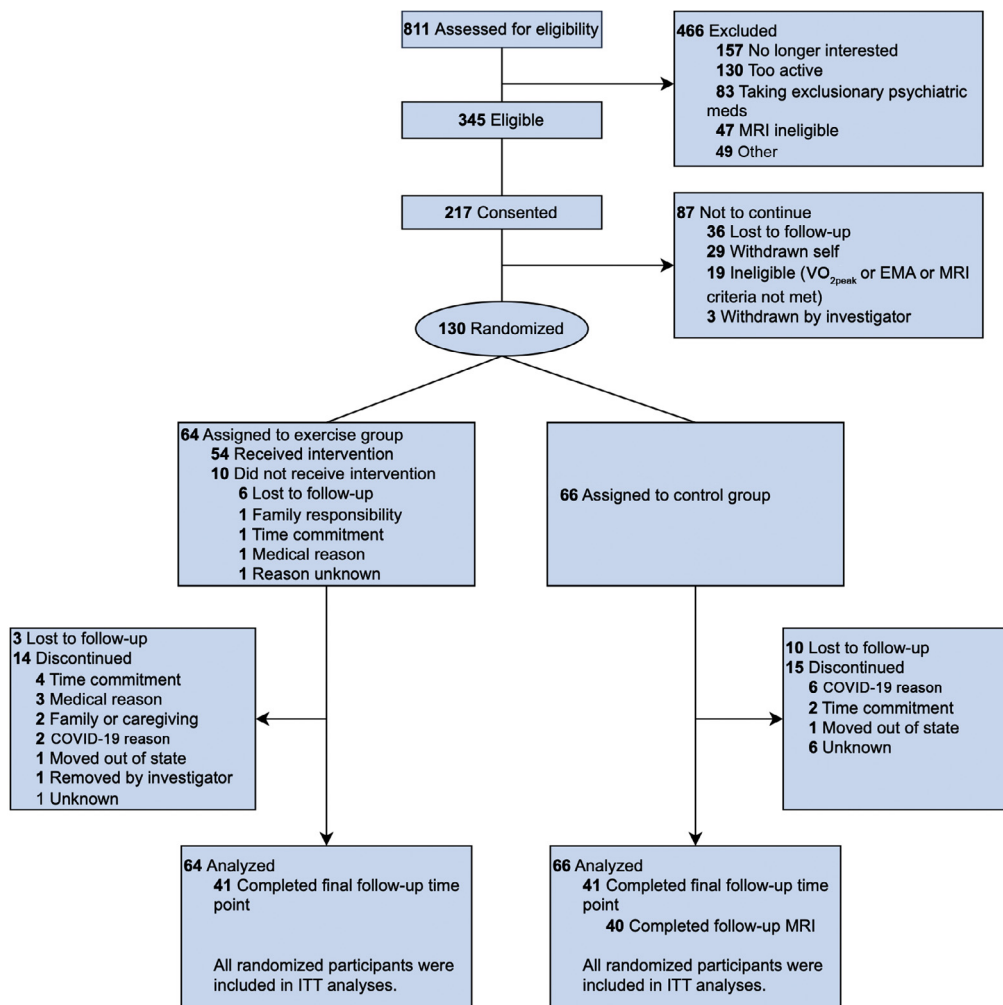 811 Assessed for eligibility
466 Excluded
157 No longer interested
130 Too active
83 Taking exclusionary psychiatric
meds
47 MRI ineligible
49 Other
345 Eligible
217 Consented
87 Not to continue
36 Lost to follow-up
29 Withdrawn self
19 Ineligible (VO2peak or EMA or MRI
criteria not met)
3 Withdrawn by investigator
130 Randomized
64 Assigned to exercise group
54 Received intervention
10 Did not receive intervention
6 Lost to follow-up
1 Family responsibility
1 Time commitment
1 Medical reason
1 Reason unknown
66 Assigned to control group
3 Lost to follow-up
14 Discontinued
4 Time commitment
3 Medical reason
2 Family or caregiving
2 COVID-19 reason
1 Moved out of state
1 Removed by investigator
1 Unknown
10 Lost to follow-up
15 Discontinued
6 COVID-19 reason
2 Time commitment
1 Moved out of state
6 Unknown
64 Analyzed
41 Completed final follow-up time
point
All randomized participants were
included in ITT analyses.
66 Analyzed
41 Completed final follow-up time
point
40 Completed follow-up MRI
All randomized participants were
included in ITT analyses.